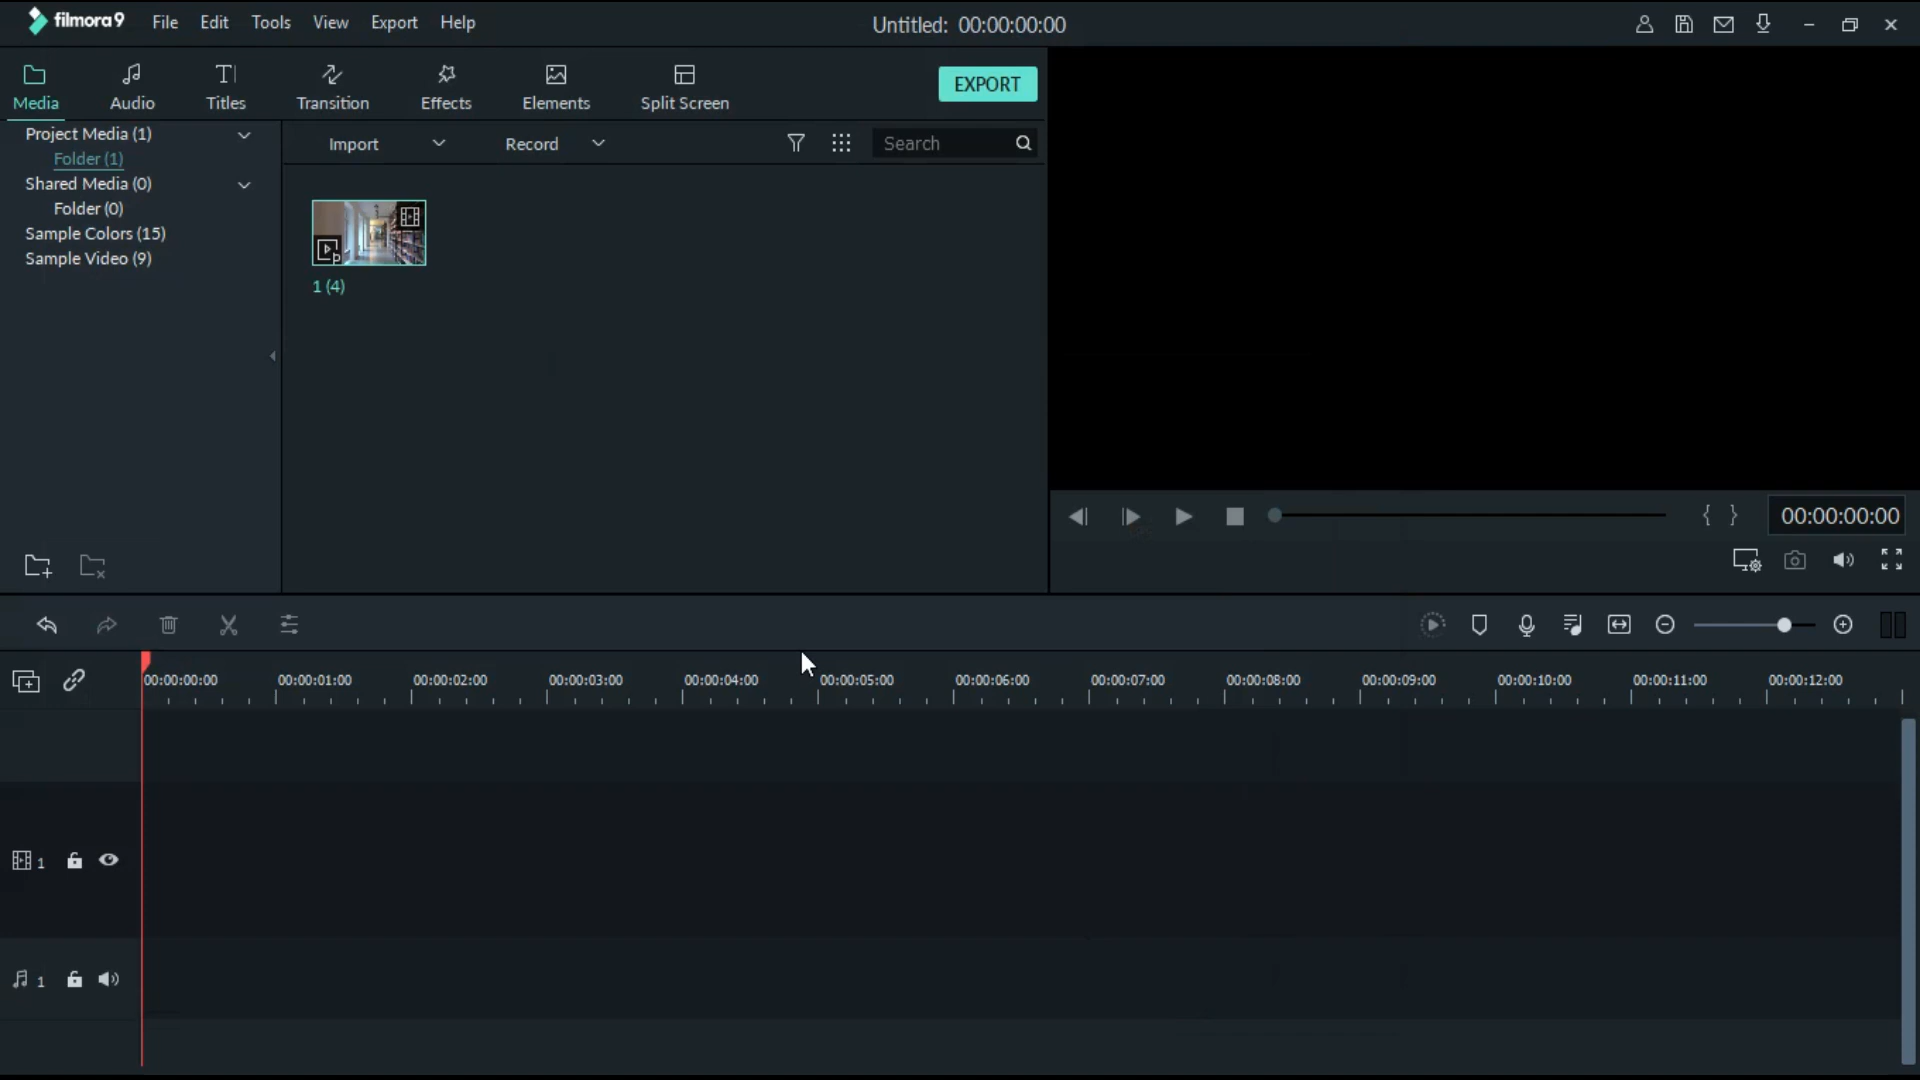 filmora9 File Edit Tools View Export Help Untitled: 00:00:00:00
Media Audio Titles Transition Effects Elements Split Screen EXPORT
Project Media (1)
Folder (1)
Shared Media (0)
Folder (0)
Sample Colors (15)
Sample Video (9)
Import Record Search
1 (4)
{ } 00:00:00:00
00:00:00:00 00:00:01:00 00:00:02:00 00:00:03:00 00:00:04:00 00:00:05:00 00:00:06:00 00:00:07:00 00:00:08:00 00:00:09:00 00:00:10:00 00:00:11:00 00:00:12:00
1
1